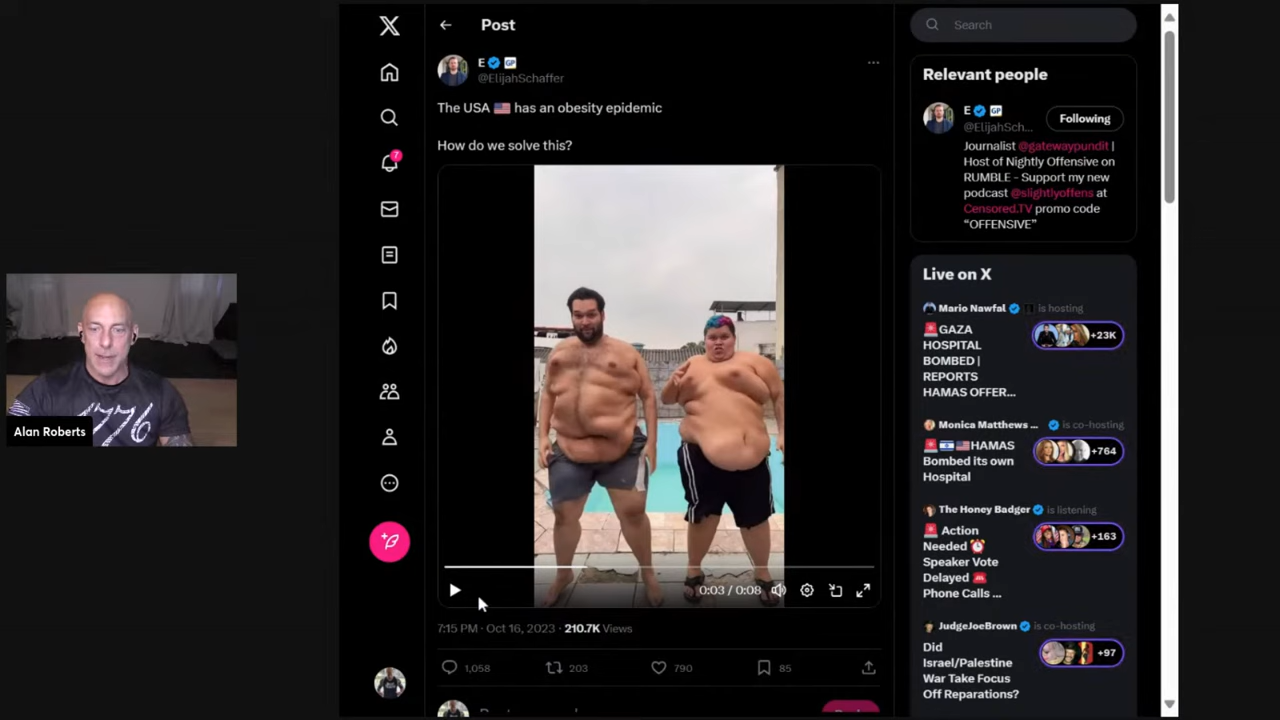 Post
E
@ElijahSchaffer
The USA 🇺🇸 has an obesity epidemic
How do we solve this?
0:03 / 0:08
7:15 PM · Oct 16, 2023 · 210.7K Views
1,058
203
790
85
7
Alan Roberts
Search
Relevant people
E
@ElijahSch...
Following
Journalist @gatewaypundit |
Host of Nightly Offensive on
RUMBLE - Support my new
podcast @slightlyoffens at
Censored.TV promo code
“OFFENSIVE”
Live on X
Mario Nawfal is hosting
🚨GAZA
HOSPITAL
BOMBED |
REPORTS
HAMAS OFFER...
+23K
Monica Matthews ... is co-hosting
🚨🇮🇱🇺🇸HAMAS
Bombed its own
Hospital
+764
The Honey Badger is listening
🚨 Action
Needed ⏰
Speaker Vote
Delayed 🚨
Phone Calls ...
+163
JudgeJoeBrown is co-hosting
Did
Israel/Palestine
War Take Focus
Off Reparations?
+97